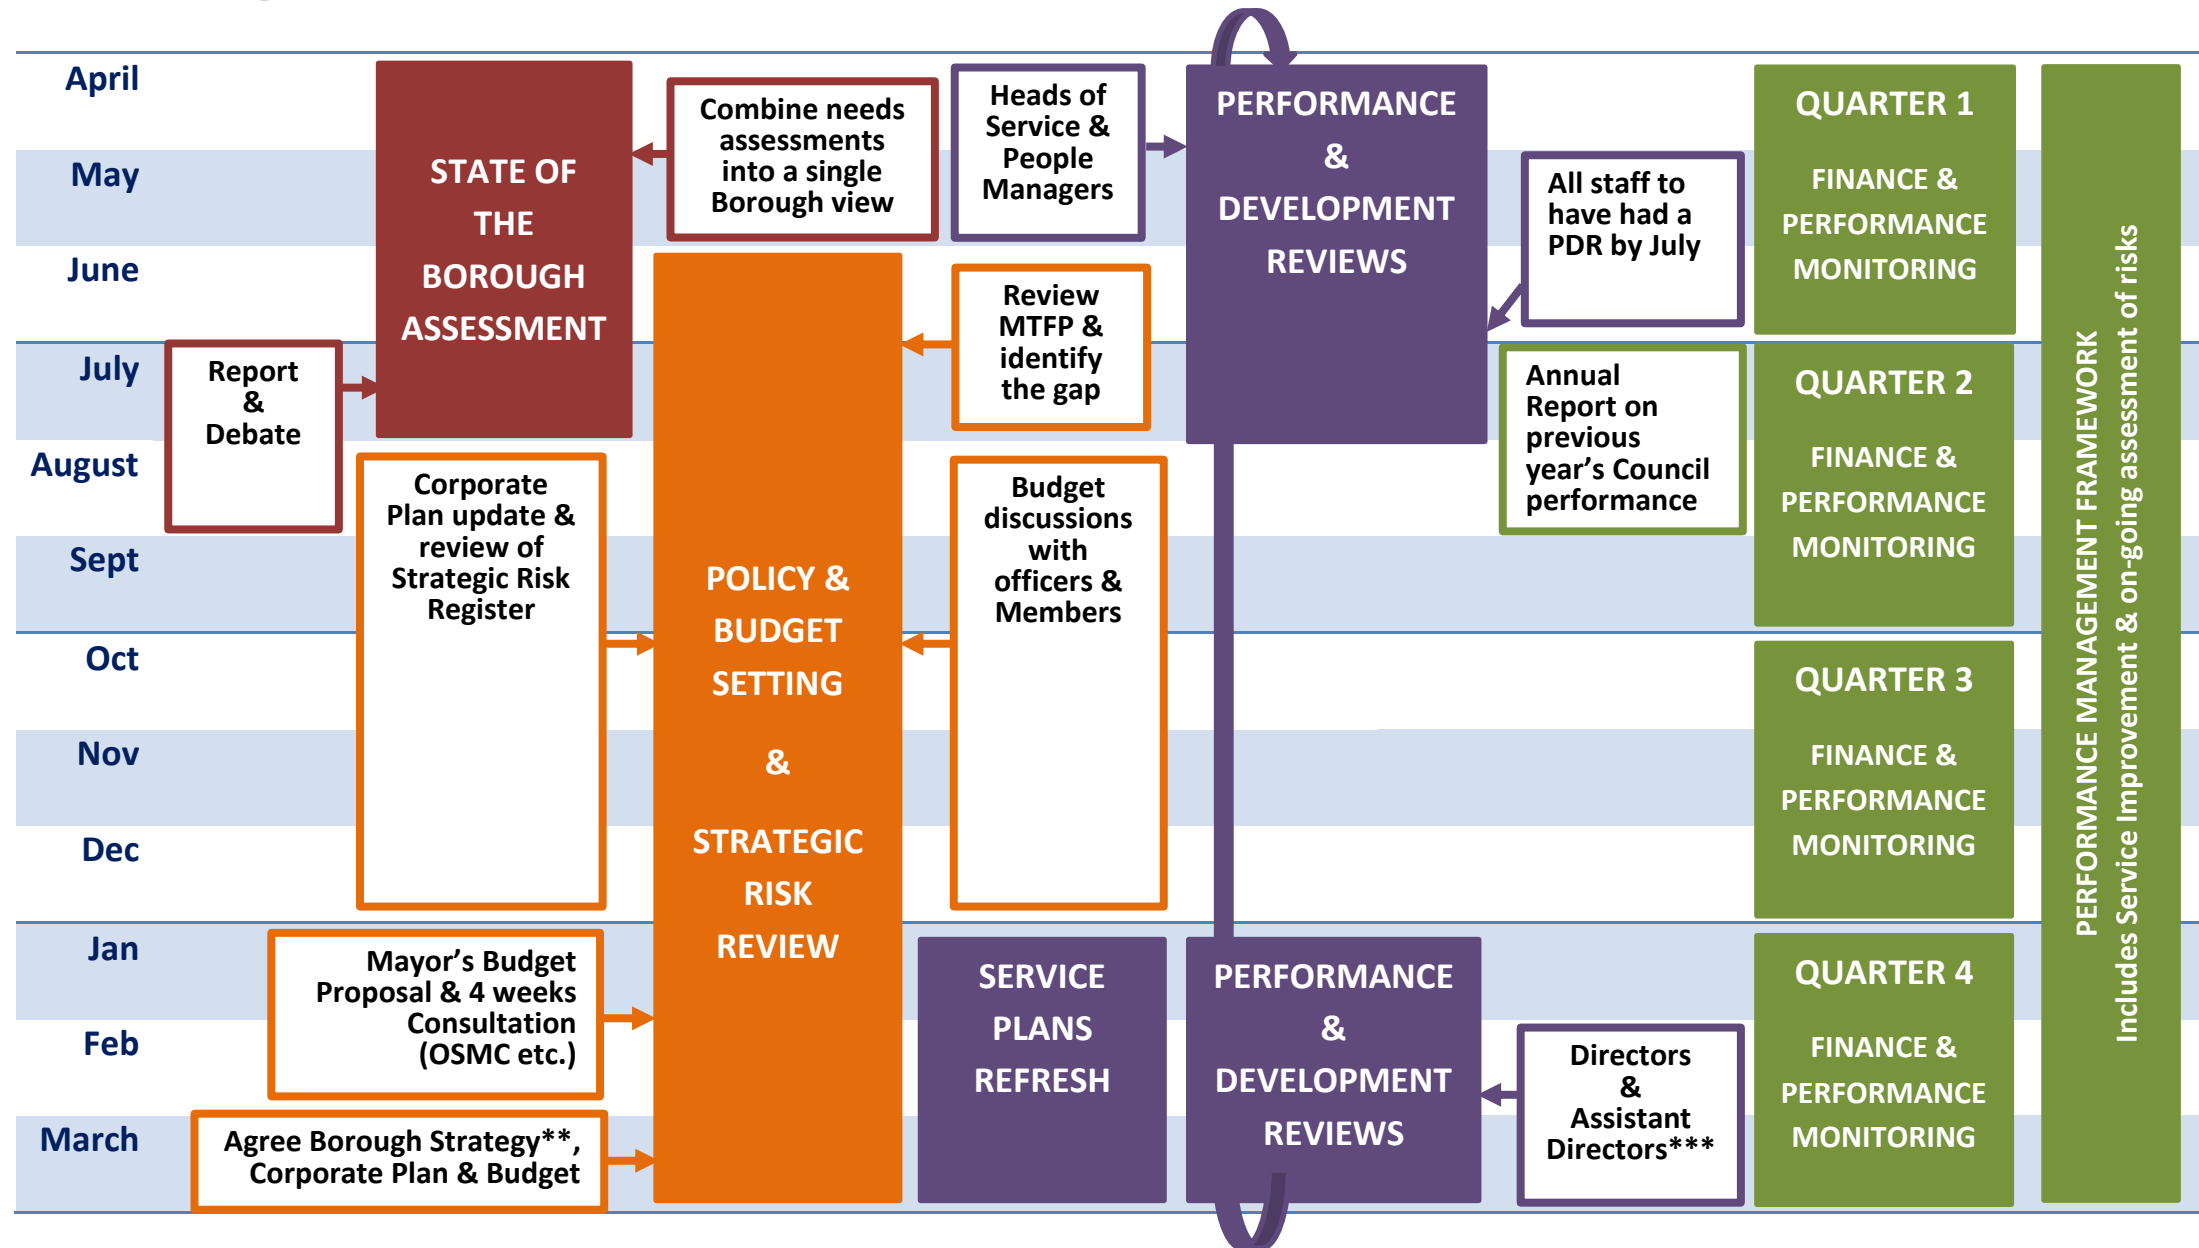 April
May
June
July
August
Sept
Oct
Nov
Dec
Jan
Feb
March
STATE OF
THE
BOROUGH
ASSESSMENT
Combine needs
assessments
into a single
Borough view
Report
&
Debate
Corporate
Plan update &
review of
Strategic Risk
Register
Mayor’s Budget
Proposal & 4 weeks
Consultation
(OSMC etc.)
Agree Borough Strategy**,
Corporate Plan & Budget
POLICY &
BUDGET
SETTING
&
STRATEGIC
RISK
REVIEW
Review
MTFP &
identify
the gap
Budget
discussions
with
officers &
Members
Heads of
Service &
People
Managers
PERFORMANCE
&
DEVELOPMENT
REVIEWS
All staff to
have had a
PDR by July
Annual
Report on
previous
year’s Council
performance
SERVICE
PLANS
REFRESH
PERFORMANCE
&
DEVELOPMENT
REVIEWS
Directors
&
Assistant
Directors***
QUARTER 1
FINANCE &
PERFORMANCE
MONITORING
QUARTER 2
FINANCE &
PERFORMANCE
MONITORING
QUARTER 3
FINANCE &
PERFORMANCE
MONITORING
QUARTER 4
FINANCE &
PERFORMANCE
MONITORING
PERFORMANCE MANAGEMENT FRAMEWORK
Includes Service Improvement & on-going assessment of risks